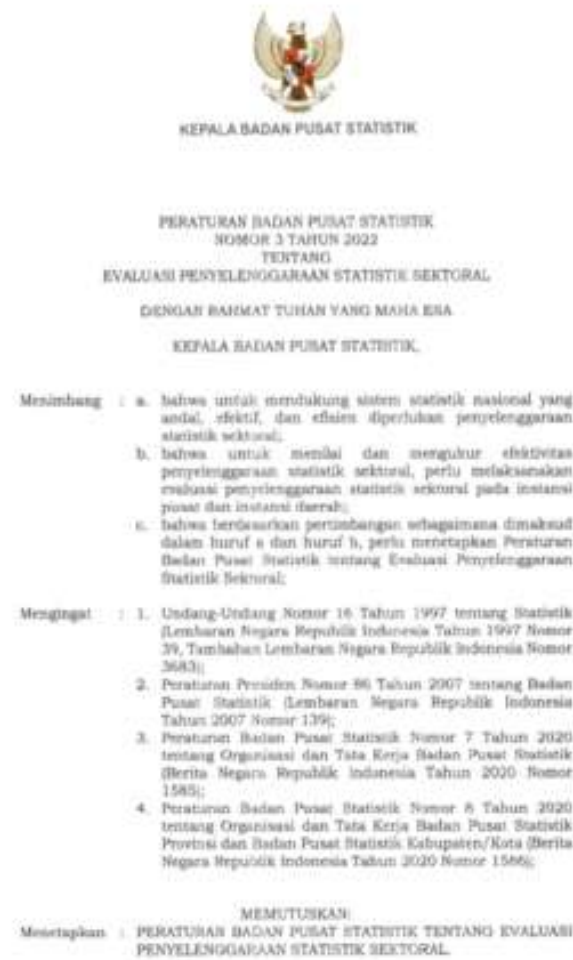 KEPALA BADAN PUSAT STATISTIK
PERATURAN BADAN PUSAT STATISTIK
NOMOR 3 TAHUN 2022
TENTANG
EVALUASI PENYELENGGARAAN STATISTIK SEKTORAL
DENGAN RAHMAT TUHAN YANG MAHA ESA
KEPALA BADAN PUSAT STATISTIK,
Menimbang : a. bahwa untuk mendukung sistem statistik nasional yang
andal, efektif, dan efisien diperlukan penyelenggaraan
statistik sektoral;
b. bahwa untuk menilai dan mengukur efektivitas
penyelenggaraan statistik sektoral, perlu melaksanakan
evaluasi penyelenggaraan statistik sektoral pada instansi
pusat dan instansi daerah;
c. bahwa berdasarkan pertimbangan sebagaimana dimaksud
dalam huruf a dan huruf b, perlu menetapkan Peraturan
Badan Pusat Statistik tentang Evaluasi Penyelenggaraan
Statistik Sektoral;
Mengingat : 1. Undang-Undang Nomor 16 Tahun 1997 tentang Statistik
(Lembaran Negara Republik Indonesia Tahun 1997 Nomor
39, Tambahan Lembaran Negara Republik Indonesia Nomor
3683);
2. Peraturan Presiden Nomor 86 Tahun 2007 tentang Badan
Pusat Statistik (Lembaran Negara Republik Indonesia
Tahun 2007 Nomor 139);
3. Peraturan Badan Pusat Statistik Nomor 7 Tahun 2020
tentang Organisasi dan Tata Kerja Badan Pusat Statistik
(Berita Negara Republik Indonesia Tahun 2020 Nomor
1585);
4. Peraturan Badan Pusat Statistik Nomor 8 Tahun 2020
tentang Organisasi dan Tata Kerja Badan Pusat Statistik
Provinsi dan Badan Pusat Statistik Kabupaten/Kota (Berita
Negara Republik Indonesia Tahun 2020 Nomor 1586);
MEMUTUSKAN:
Menetapkan : PERATURAN BADAN PUSAT STATISTIK TENTANG EVALUASI
PENYELENGGARAAN STATISTIK SEKTORAL.